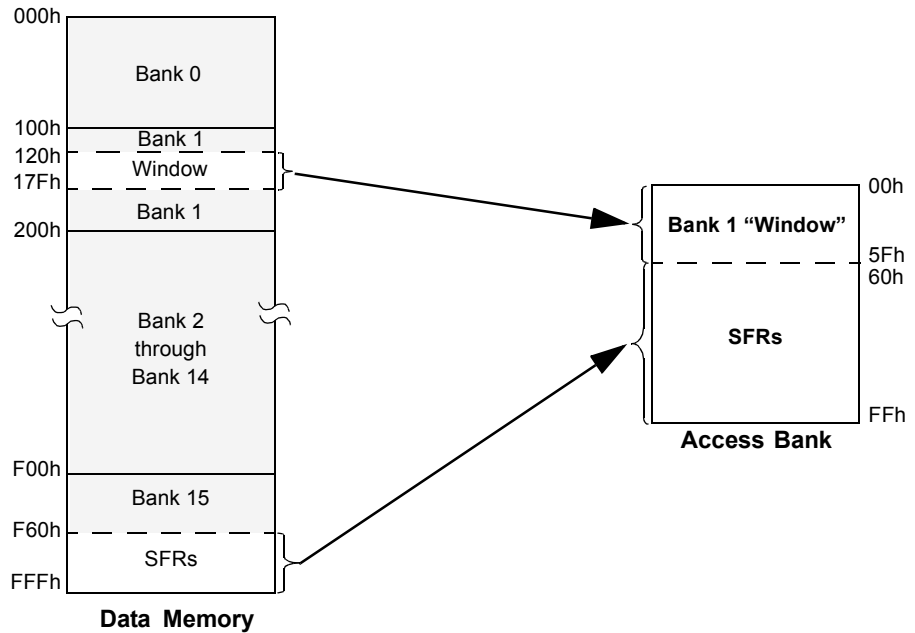 000h
Bank 0
100h
Bank 1
120h
Window
17Fh
Bank 1
200h
Bank 2
through
Bank 14
F00h
Bank 15
F60h
SFRs
FFFh
Data Memory
00h
Bank 1 “Window”
5Fh
60h
SFRs
FFh
Access Bank